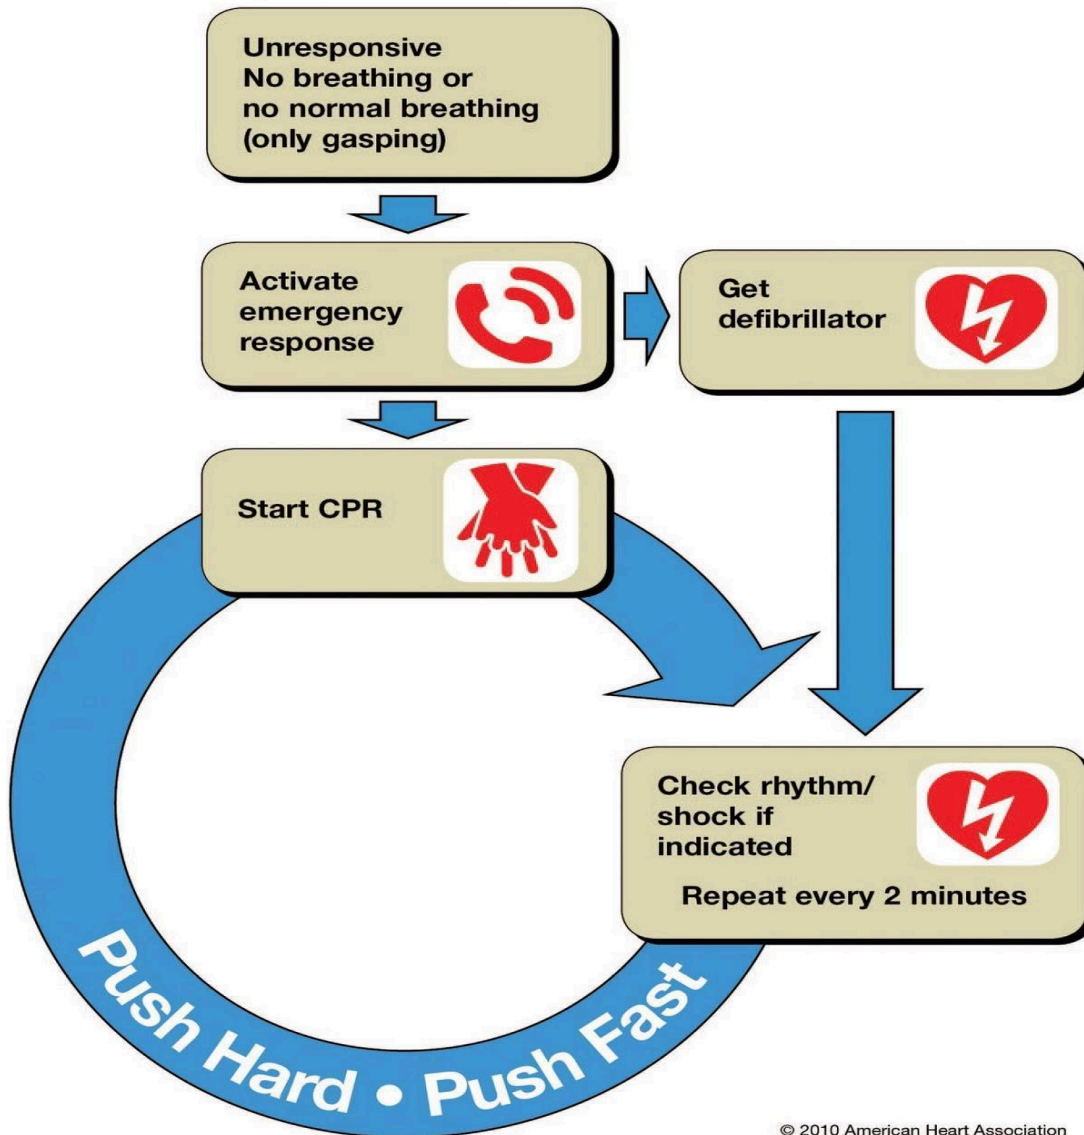 Unresponsive
No breathing or
no normal breathing
(only gasping)
Activate
emergency
response
Get
defibrillator
Start CPR
Check rhythm/
shock if
indicated
Repeat every 2 minutes
Push Hard • Push Fast
© 2010 American Heart Association